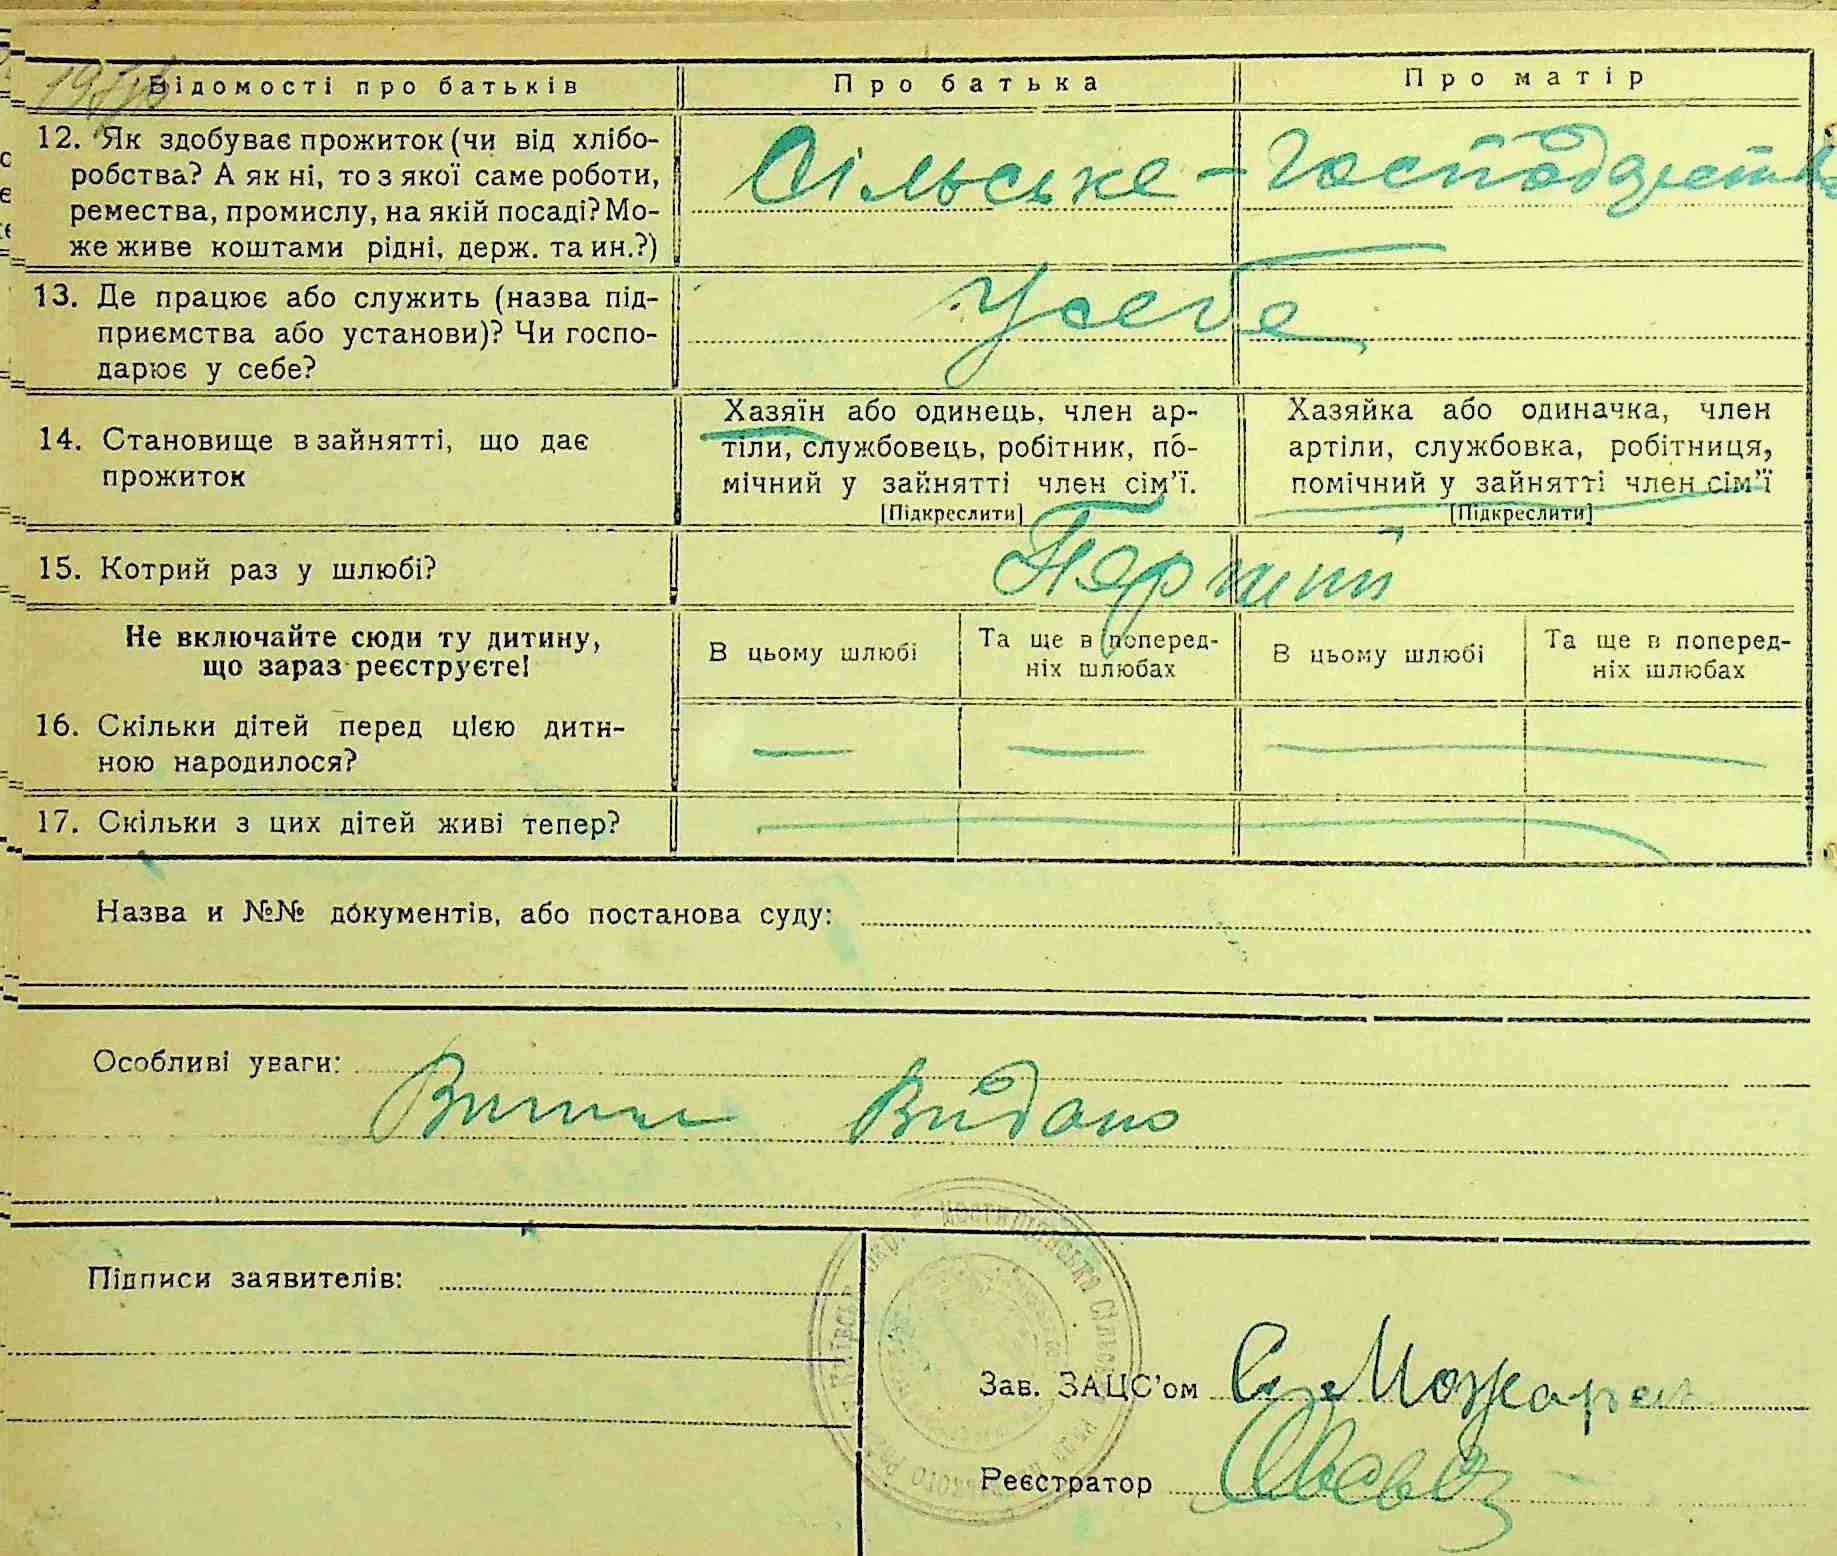 Відомості про батьків Про батька Про матір
12. Як здобуває прожиток (чи від хлібо-
робства? А як ні, то з якої саме роботи,
ремества, промислу, на якій посаді? Мо-
же живе коштами рідні, держ. та ин.?)
Сільське - Господарство
13. Де працює або служить (назва під-
приємства або установи)? Чи госпо-
дарює у себе?
Усебе
14. Становище в зайнятті, що дає
прожиток
Хазяїн або одинець, член ар-
тіли, службовець, робітник, по-
мічний у зайнятті член сім'ї.
[Підкреслити]
Хазяйка або одиначка, член
артіли, службовка, робітниця,
помічний у зайнятті член сім'ї
[Підкреслити]
15. Котрий раз у шлюбі?
Перший
Не включайте сюди ту дитину,
що зараз реєструєте!
В цьому шлюбі
Та ще в поперед-
ніх шлюбах
В цьому шлюбі
Та ще в поперед-
ніх шлюбах
16. Скільки дітей перед цією дити-
ною народилося?
— — —
17. Скільки з цих дітей живі тепер?
—
Назва и №№ документів, або постанова суду:
Особливі уваги:
Видано
Підписи заявителів:
Зав. ЗАЦС'ом
Реєстратор